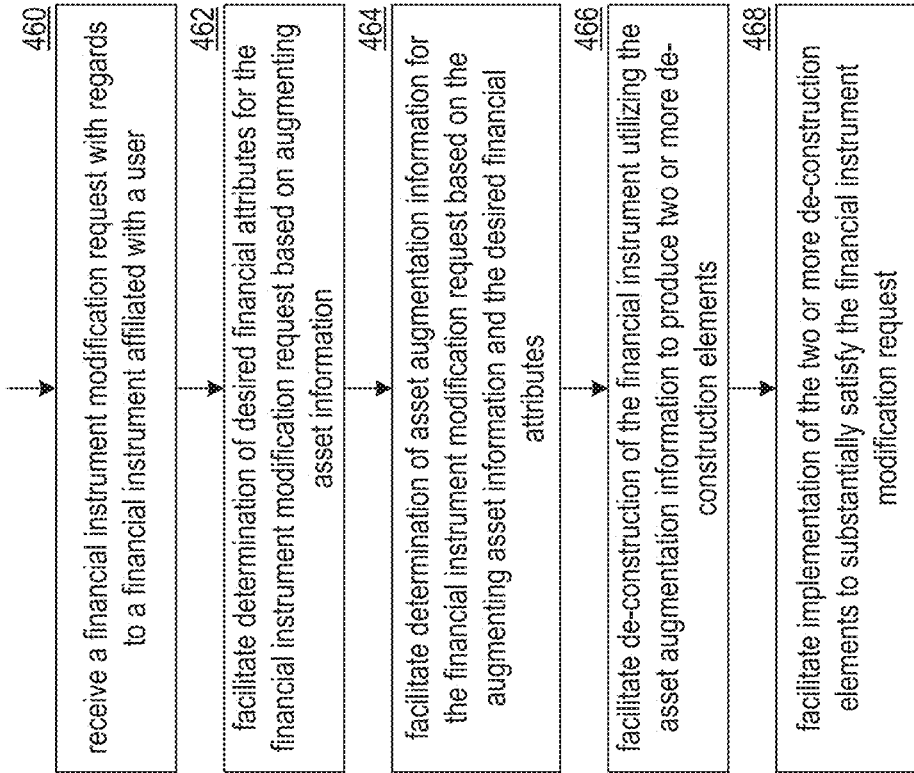 460
receive a financial instrument modification request with regards
to a financial instrument affiliated with a user
462
facilitate determination of desired financial attributes for the
financial instrument modification request based on augmenting
asset information
464
facilitate determination of asset augmentation information for
the financial instrument modification request based on the
augmenting asset information and the desired financial
attributes
466
facilitate de-construction of the financial instrument utilizing the
asset augmentation information to produce two or more de-
construction elements
468
facilitate implementation of the two or more de-construction
elements to substantially satisfy the financial instrument
modification request